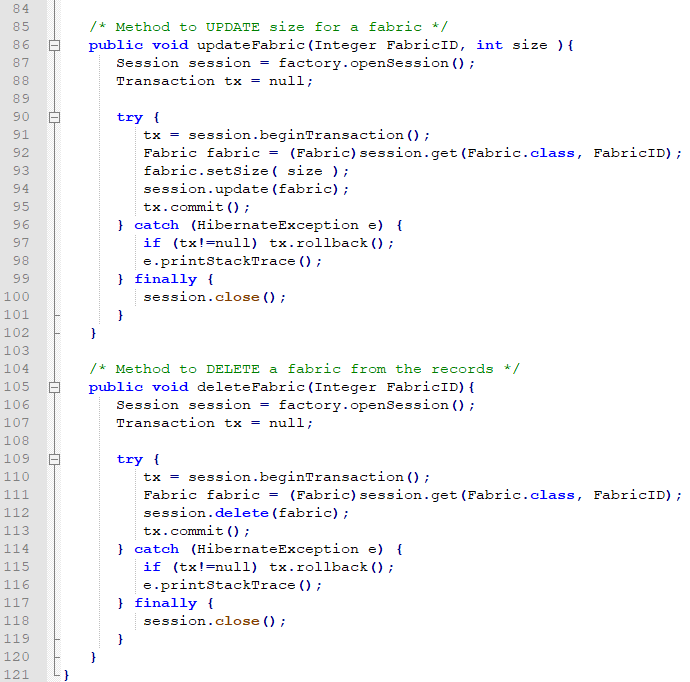 84
85 /* Method to UPDATE size for a fabric */
86 public void updateFabric(Integer FabricID, int size ){
87 Session session = factory.openSession();
88 Transaction tx = null;
89
90 try {
91 tx = session.beginTransaction();
92 Fabric fabric = (Fabric)session.get(Fabric.class, FabricID);
93 fabric.setSize( size );
94 session.update(fabric);
95 tx.commit();
96 } catch (HibernateException e) {
97 if (tx!=null) tx.rollback();
98 e.printStackTrace();
99 } finally {
100 session.close();
101 }
102 }
103
104 /* Method to DELETE a fabric from the records */
105 public void deleteFabric(Integer FabricID){
106 Session session = factory.openSession();
107 Transaction tx = null;
108
109 try {
110 tx = session.beginTransaction();
111 Fabric fabric = (Fabric)session.get(Fabric.class, FabricID);
112 session.delete(fabric);
113 tx.commit();
114 } catch (HibernateException e) {
115 if (tx!=null) tx.rollback();
116 e.printStackTrace();
117 } finally {
118 session.close();
119 }
120 }
121 }